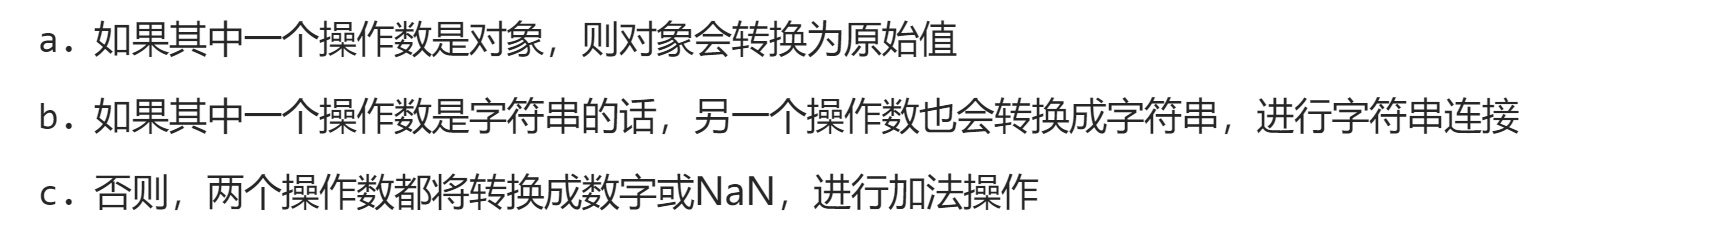 a. 如果其中一个操作数是对象，则对象会转换为原始值
b. 如果其中一个操作数是字符串的话，另一个操作数也会转换成字符串，进行字符串连接
c. 否则，两个操作数都将转换成数字或NaN，进行加法操作